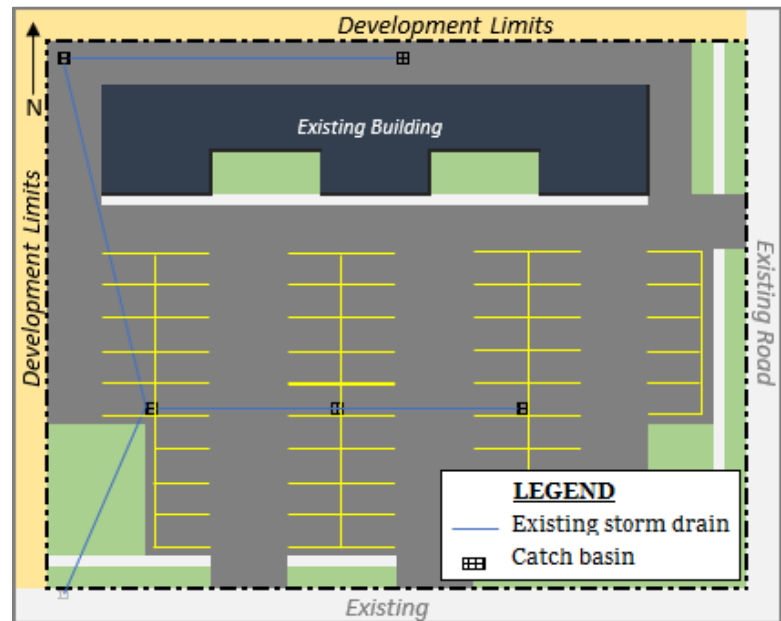 Development Limits
N
Existing Building
Development Limits
Existing Road
LEGEND
Existing storm drain
Catch basin
Existing